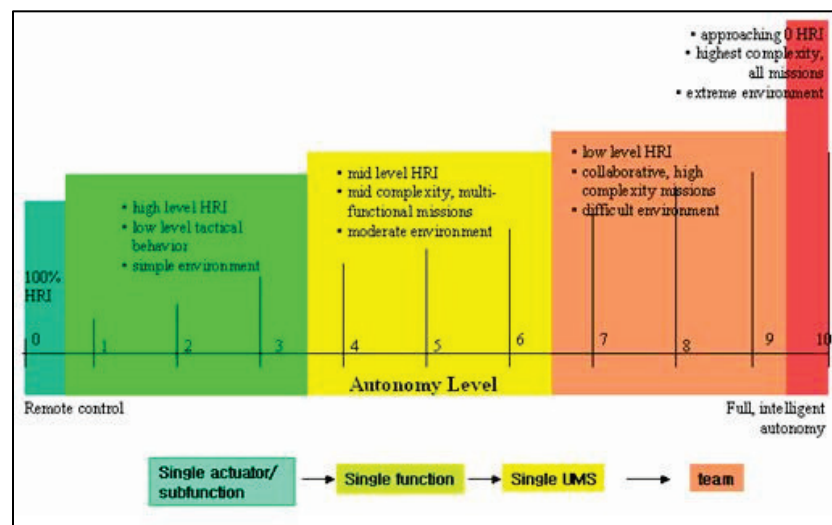 • approaching 0 HRI
• highest complexity,
all missions
• extreme environment
• low level HRI
• collaborative, high
complexity missions
• difficult environment
• mid level HRI
• mid complexity, multi-
functional missions
• moderate environment
• high level HRI
• low level tactical
behavior
• simple environment
100%
HRI
0 1 2 3 4 5 6 7 8 9 10
Autonomy Level
Remote control
Full, intelligent
autonomy
Single actuator/
subfunction
Single function
Single UMS
team